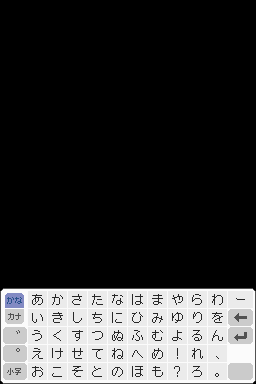 かな あ か さ た な は ま や ら わ ー
カナ い き し ち に ひ み ゆ り を ←
゛ う く す つ ぬ ふ む よ る ん ↵
゜ え け せ て ね へ め ! れ 、
小字 お こ そ と の ほ も ? ろ 。